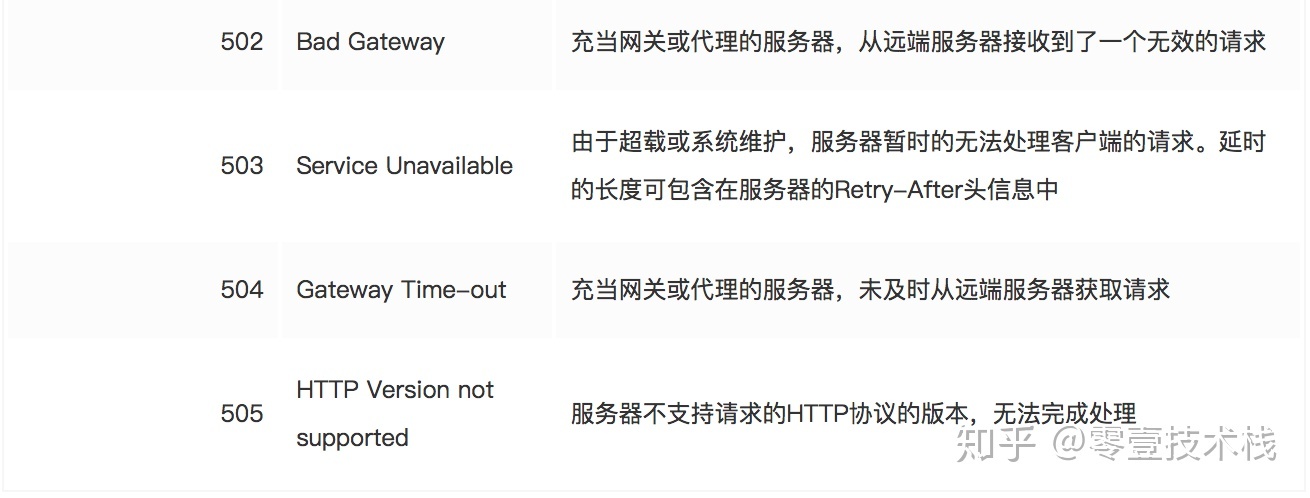 502 Bad Gateway 充当网关或代理的服务器，从远端服务器接收到了一个无效的请求
503 Service Unavailable 由于超载或系统维护，服务器暂时的无法处理客户端的请求。延时
的长度可包含在服务器的Retry-After头信息中
504 Gateway Time-out 充当网关或代理的服务器，未及时从远端服务器获取请求
505 HTTP Version not
supported 服务器不支持请求的HTTP协议的版本，无法完成处理
知乎 @零壹技术栈